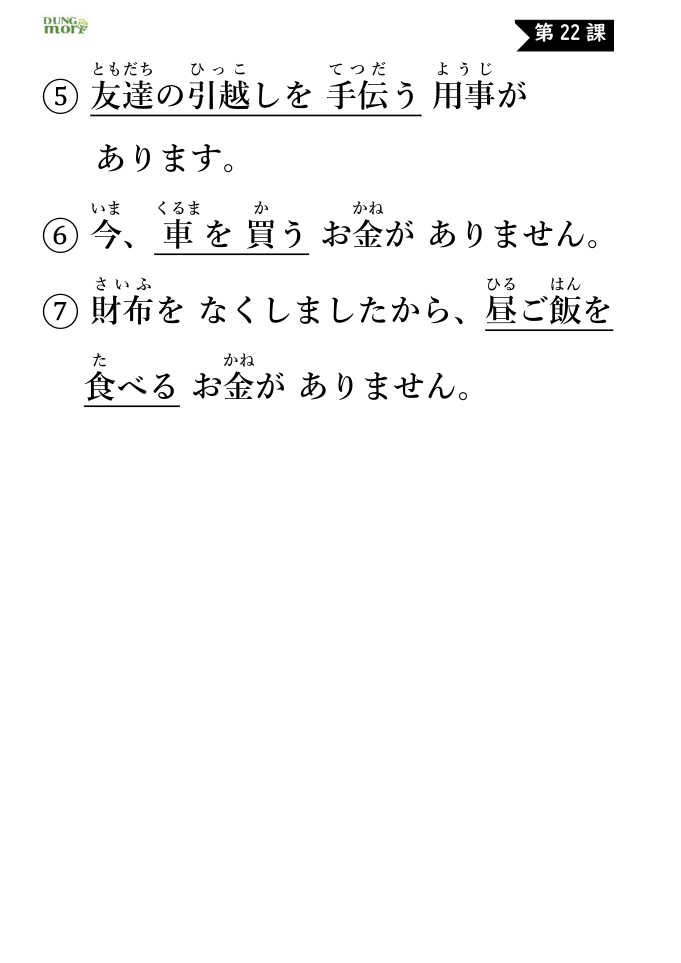 DUNG
mori
第 22 課
ともだち ひっこ てつだ ようじ
⑤ 友達の引越しを 手伝う 用事が
あります。
いま くるま か かね
⑥ 今、車を 買う お金が ありません。
さいふ ひる はん
⑦ 財布を なくしましたから、昼ご飯を
た かね
食べる お金が ありません。